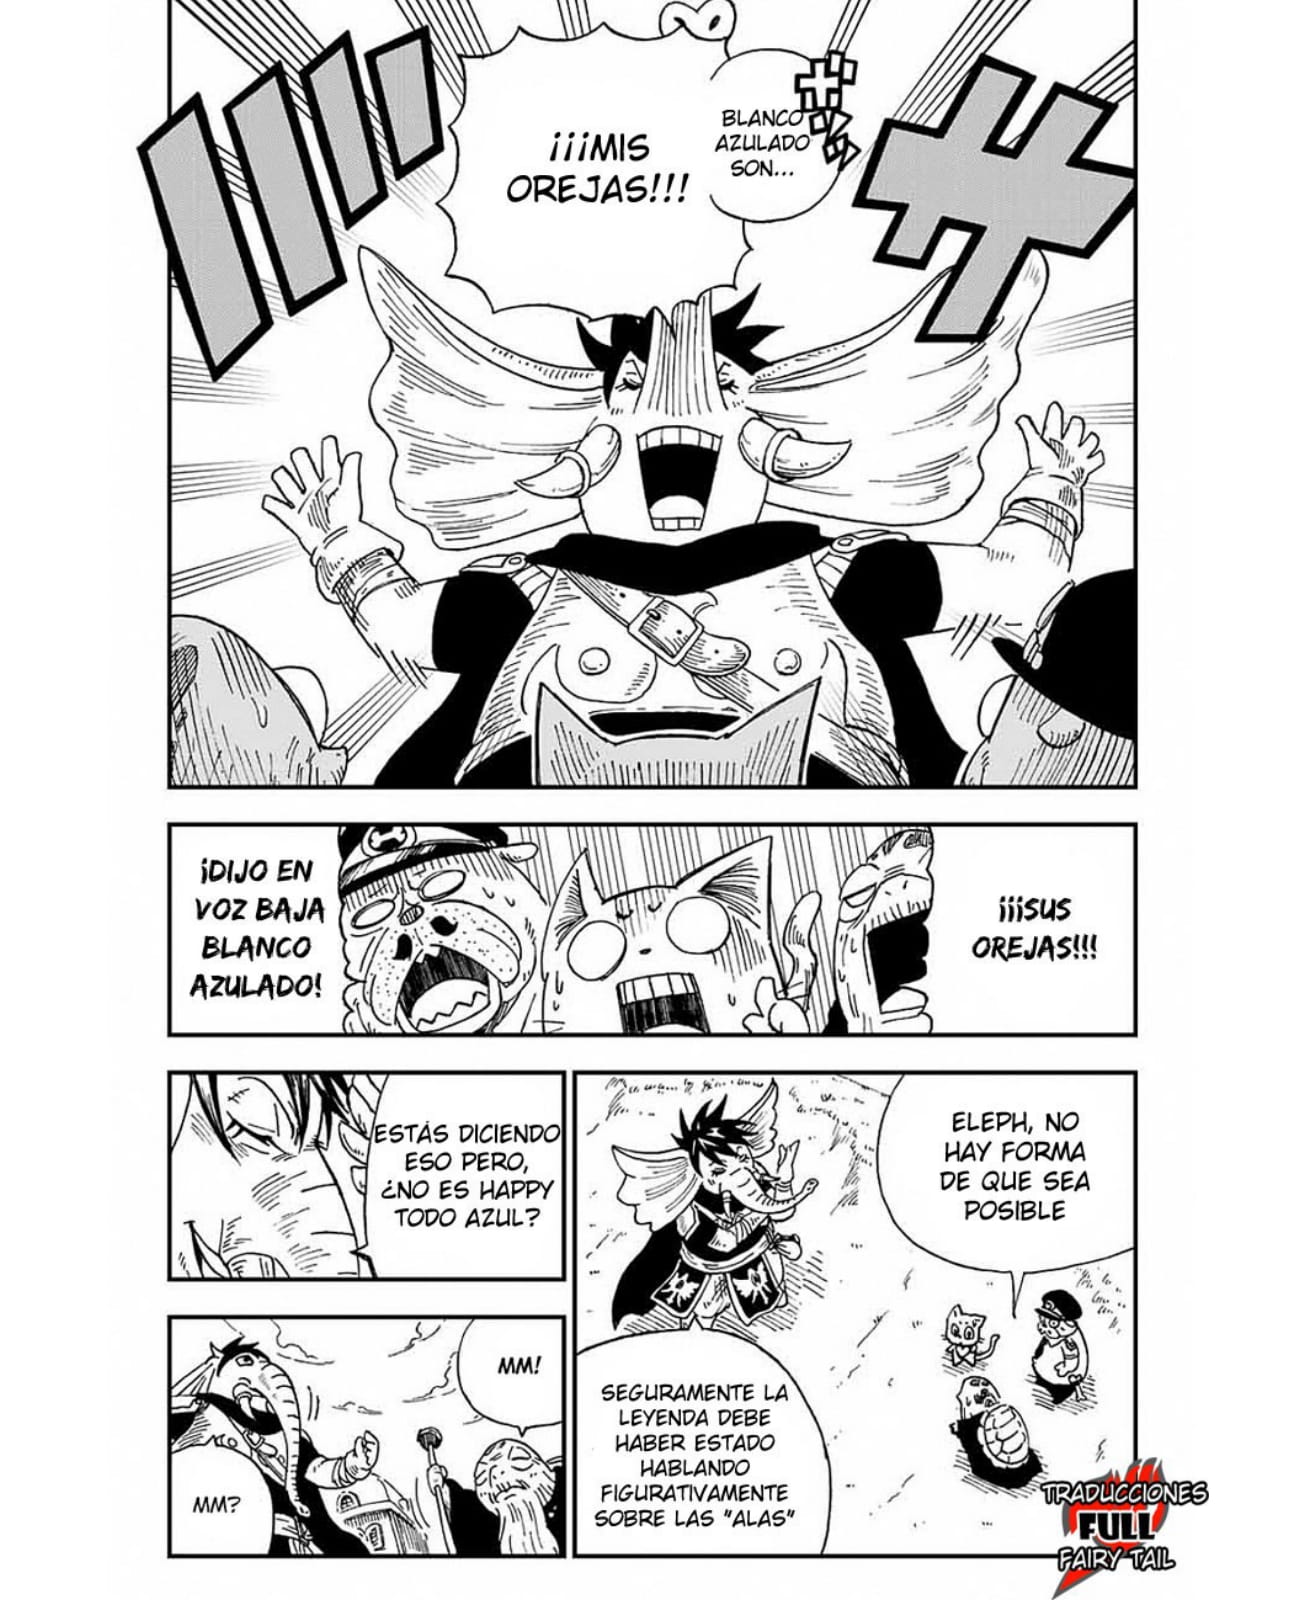 BLANCO
AZULADO
SON...
¡¡¡MIS
OREJAS!!!
¡¡¡SUS
OREJAS!!!
¡DIJO EN
VOZ BAJA
BLANCO
AZULADO!
ELEPH, NO
HAY FORMA
DE QUE SEA
POSIBLE
SEGURAMENTE LA
LEYENDA DEBE
HABER ESTADO
HABLANDO
FIGURATIVAMENTE
SOBRE LAS "ALAS"
ESTÁS DICIENDO
ESO PERO,
¿NO ES HAPPY
TODO AZUL?
MM!
MM?
TRADUCCIONES
FULL
FAIRY TAIL